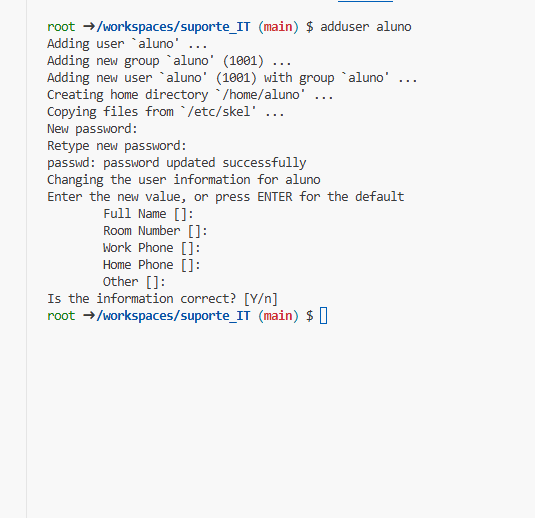 root ➜/workspaces/suporte_IT (main) $ adduser aluno
Adding user `aluno' ...
Adding new group `aluno' (1001) ...
Adding new user `aluno' (1001) with group `aluno' ...
Creating home directory `/home/aluno' ...
Copying files from `/etc/skel' ...
New password:
Retype new password:
passwd: password updated successfully
Changing the user information for aluno
Enter the new value, or press ENTER for the default
Full Name []:
Room Number []:
Work Phone []:
Home Phone []:
Other []:
Is the information correct? [Y/n]
root ➜/workspaces/suporte_IT (main) $